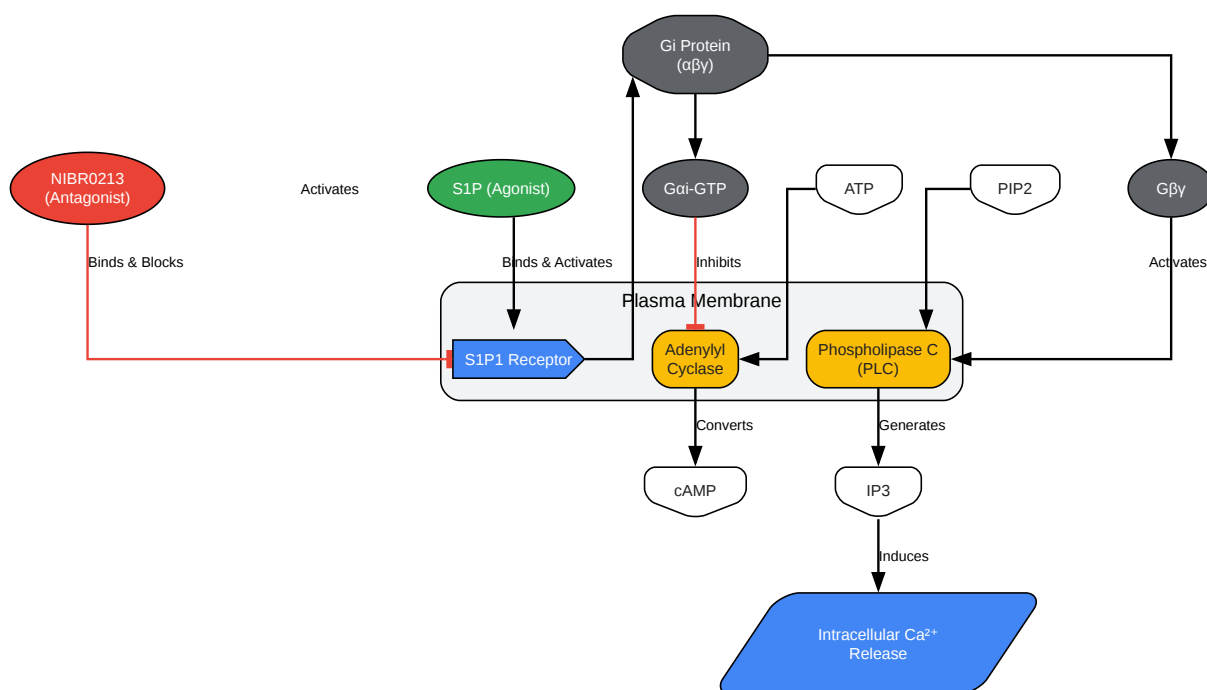 Gi Protein
(αβγ)
NIBR0213
(Antagonist)
Activates
S1P (Agonist)
Gαi-GTP
ATP
PIP2
Gβγ
Binds & Blocks
Binds & Activates
Inhibits
Activates
Plasma Membrane
S1P1 Receptor
Adenylyl
Cyclase
Phospholipase C
(PLC)
Converts
Generates
cAMP
IP3
Induces
Intracellular Ca²⁺
Release